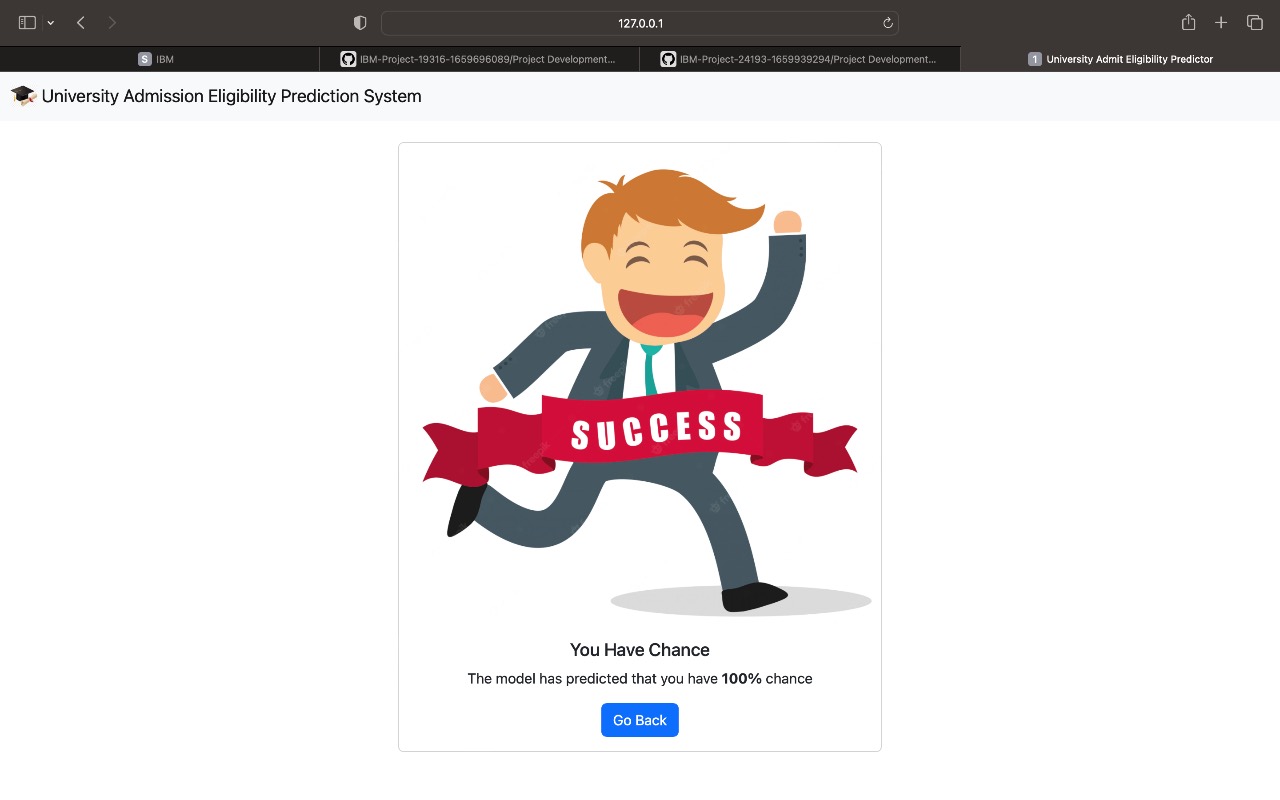 127.0.0.1
S IBM
IBM-Project-19316-1659696089/Project Development...
IBM-Project-24193-1659939294/Project Development...
1 University Admit Eligibility Predictor
University Admission Eligibility Prediction System
SUCCESS
You Have Chance
The model has predicted that you have 100% chance
Go Back